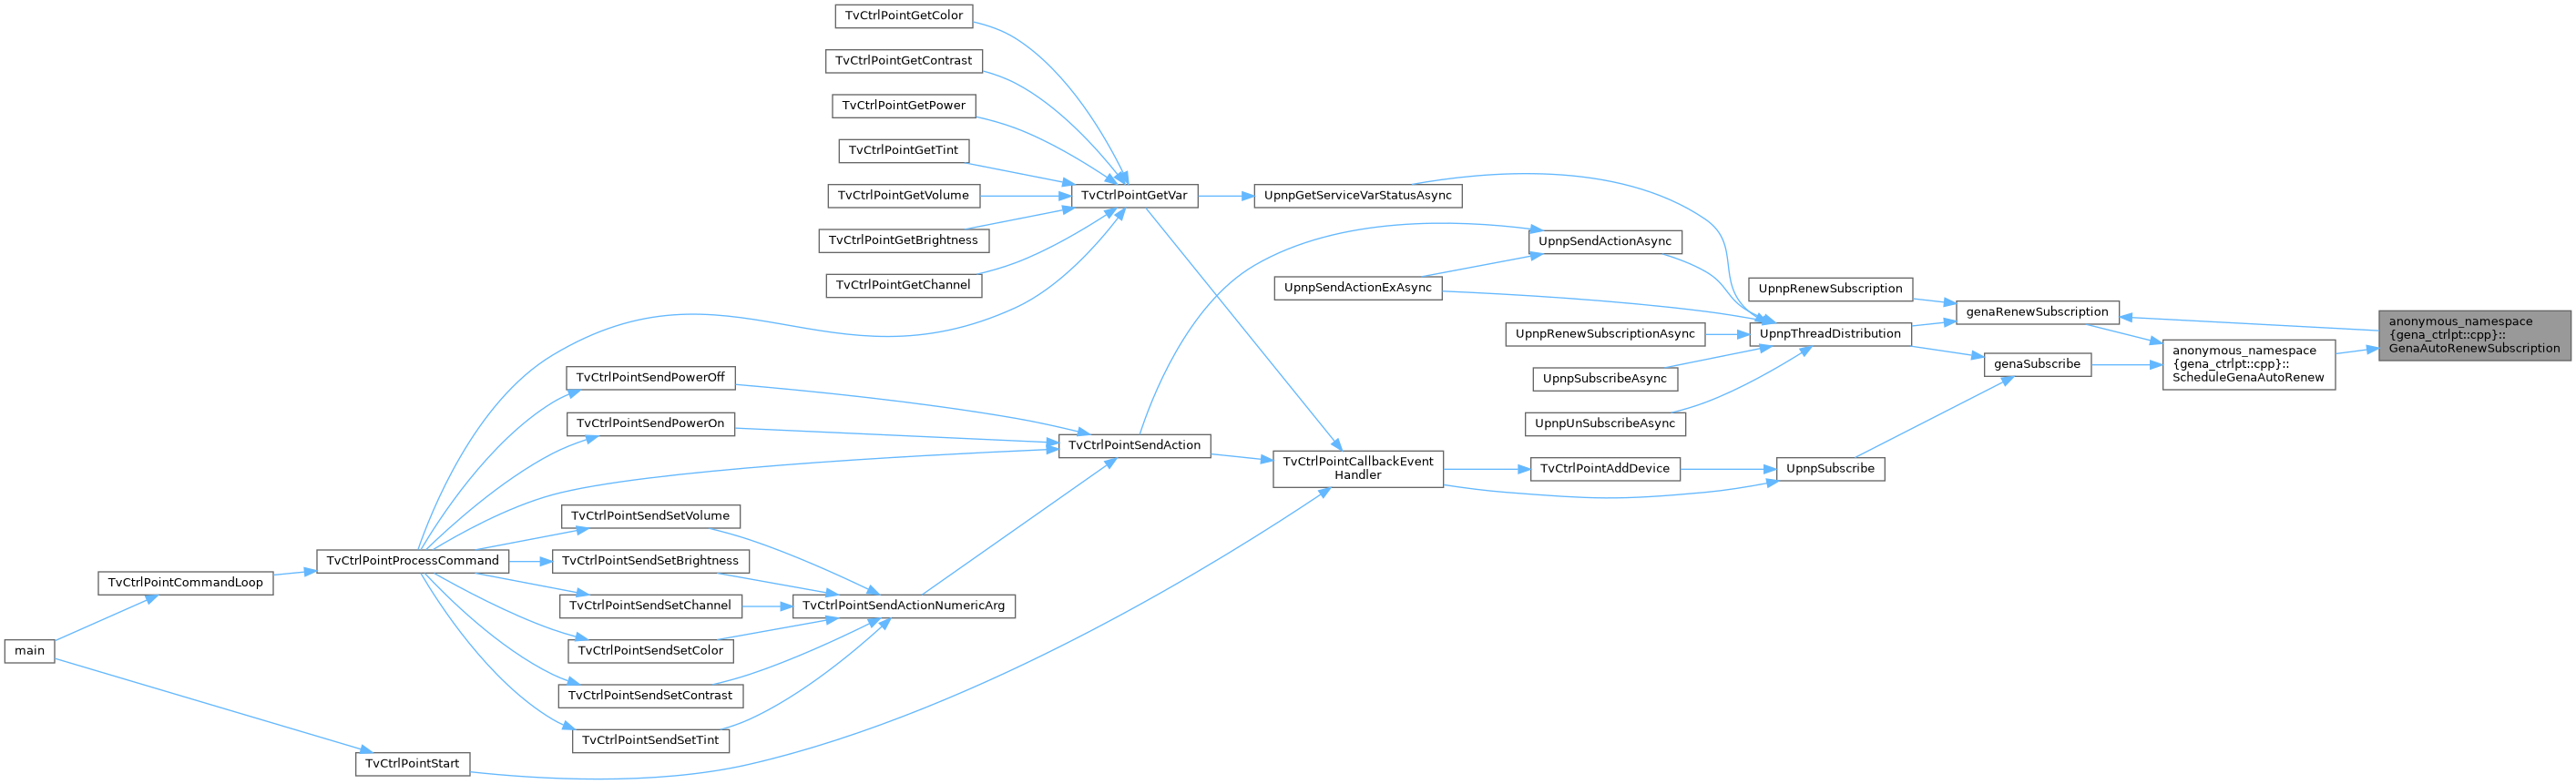 TvCtrlPointGetColor
TvCtrlPointGetContrast
TvCtrlPointGetPower
TvCtrlPointGetTint
TvCtrlPointGetVolume
TvCtrlPointGetBrightness
TvCtrlPointGetChannel
TvCtrlPointGetVar
UpnpGetServiceVarStatusAsync
UpnpSendActionAsync
UpnpSendActionExAsync
UpnpRenewSubscription
genaRenewSubscription
UpnpRenewSubscriptionAsync
UpnpThreadDistribution
anonymous_namespace
{gena_ctrlpt::cpp}::
GenaAutoRenewSubscription
anonymous_namespace
{gena_ctrlpt::cpp}::
ScheduleGenaAutoRenew
genaSubscribe
UpnpSubscribeAsync
UpnpUnSubscribeAsync
TvCtrlPointSendPowerOff
TvCtrlPointSendPowerOn
TvCtrlPointSendAction
TvCtrlPointCallbackEvent
Handler
TvCtrlPointAddDevice
UpnpSubscribe
TvCtrlPointSendSetVolume
TvCtrlPointProcessCommand
TvCtrlPointSendSetBrightness
TvCtrlPointCommandLoop
TvCtrlPointSendSetChannel
TvCtrlPointSendActionNumericArg
main
TvCtrlPointSendSetColor
TvCtrlPointSendSetContrast
TvCtrlPointSendSetTint
TvCtrlPointStart